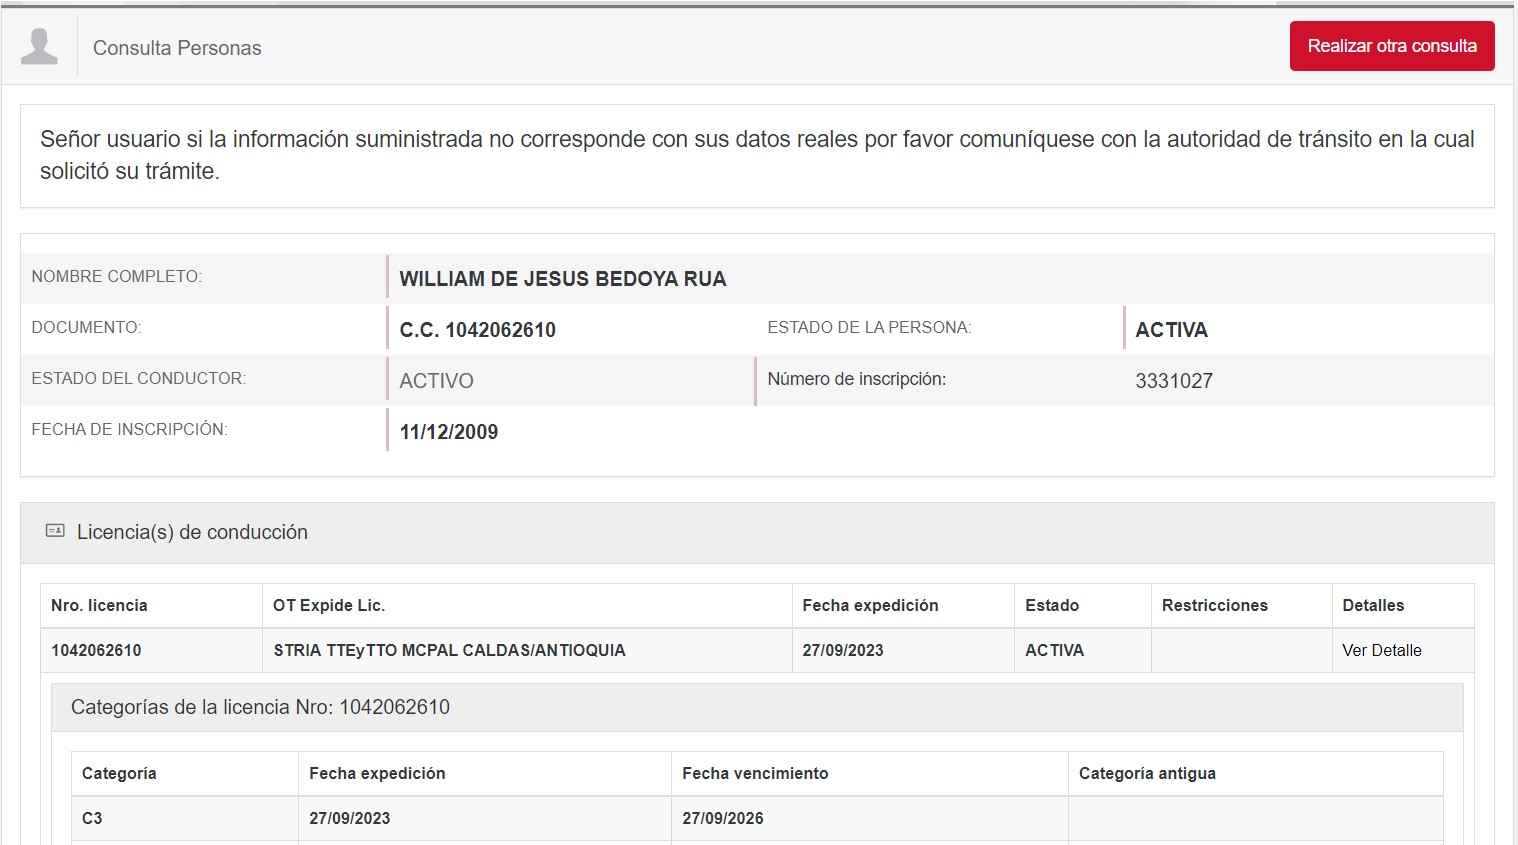 Consulta Personas
Realizar otra consulta
Señor usuario si la información suministrada no corresponde con sus datos reales por favor comuníquese con la autoridad de tránsito en la cual
solicitó su trámite.
NOMBRE COMPLETO: WILLIAM DE JESUS BEDOYA RUA
DOCUMENTO: C.C. 1042062610 ESTADO DE LA PERSONA: ACTIVA
ESTADO DEL CONDUCTOR: ACTIVO Número de inscripción: 3331027
FECHA DE INSCRIPCIÓN: 11/12/2009
Licencia(s) de conducción
Nro. licencia OT Expide Lic. Fecha expedición Estado Restricciones Detalles
1042062610 STRIA TTEyTTO MCPAL CALDAS/ANTIOQUIA 27/09/2023 ACTIVA Ver Detalle
Categorías de la licencia Nro: 1042062610
Categoría Fecha expedición Fecha vencimiento Categoría antigua
C3 27/09/2023 27/09/2026